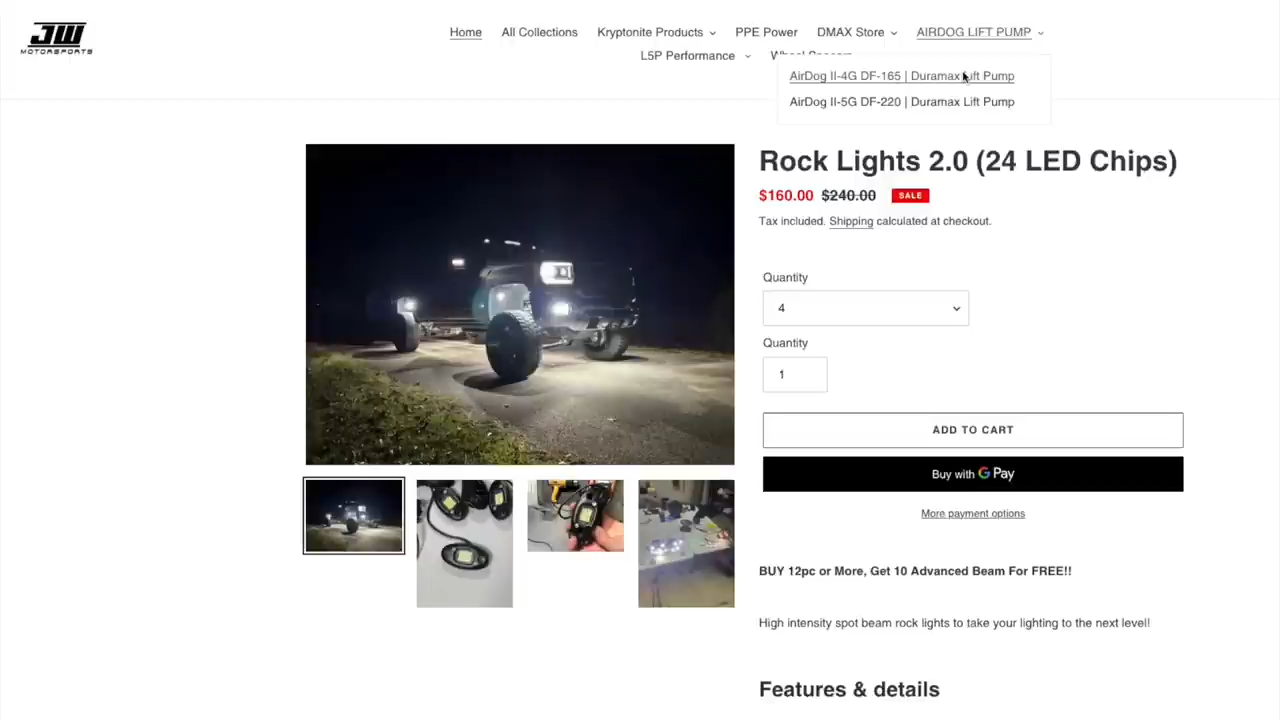 JW
MOTORSPORTS
Home All Collections Kryptonite Products PPE Power DMAX Store AIRDOG LIFT PUMP
L5P Performance Wheel Spacers
AirDog II-4G DF-165 | Duramax Lift Pump
AirDog II-5G DF-220 | Duramax Lift Pump
Rock Lights 2.0 (24 LED Chips)
$160.00 $240.00 SALE
Tax included. Shipping calculated at checkout.
Quantity
4
Quantity
1
ADD TO CART
Buy with G Pay
More payment options
BUY 12pc or More, Get 10 Advanced Beam For FREE!!
High intensity spot beam rock lights to take your lighting to the next level!
Features & details